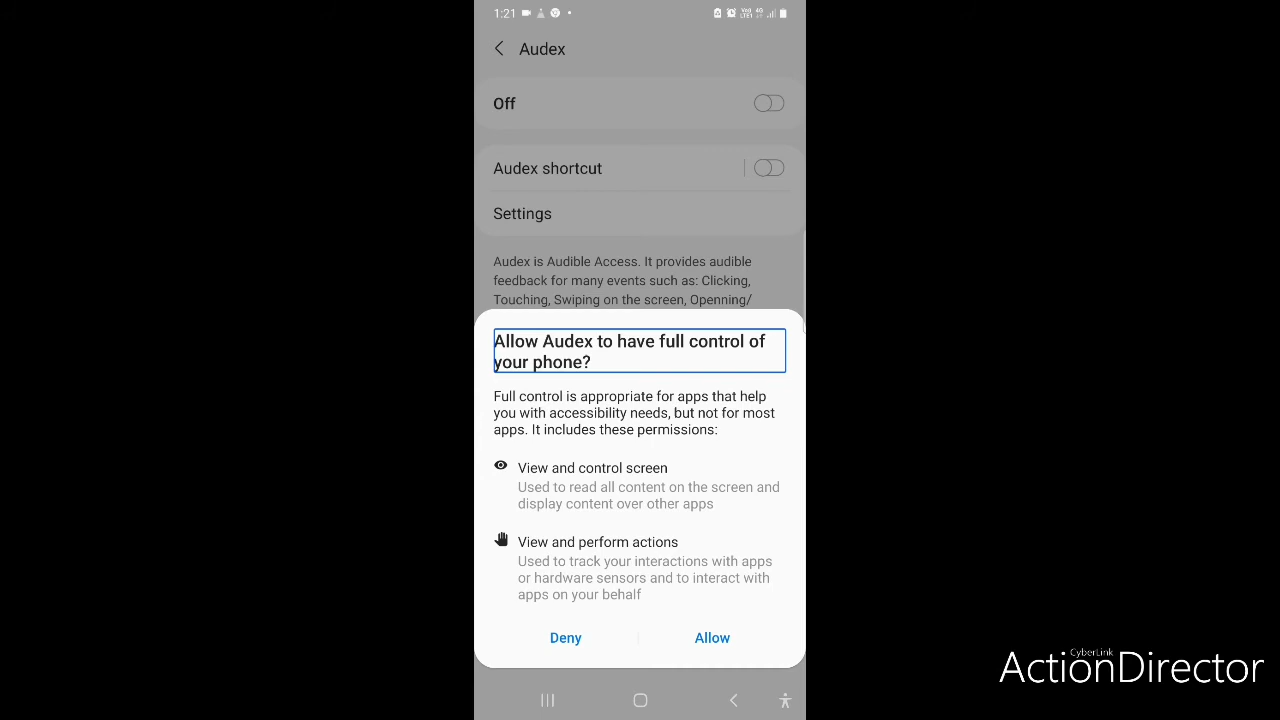 1:21
Audex
Off
Audex shortcut
Settings
Audex is Audible Access. It provides audible
feedback for many events such as: Clicking,
Touching, Swiping on the screen, Openning/
Allow Audex to have full control of
your phone?
Full control is appropriate for apps that help
you with accessibility needs, but not for most
apps. It includes these permissions:
View and control screen
Used to read all content on the screen and
display content over other apps
View and perform actions
Used to track your interactions with apps
or hardware sensors and to interact with
apps on your behalf
Deny
Allow
CyberLink
ActionDirector